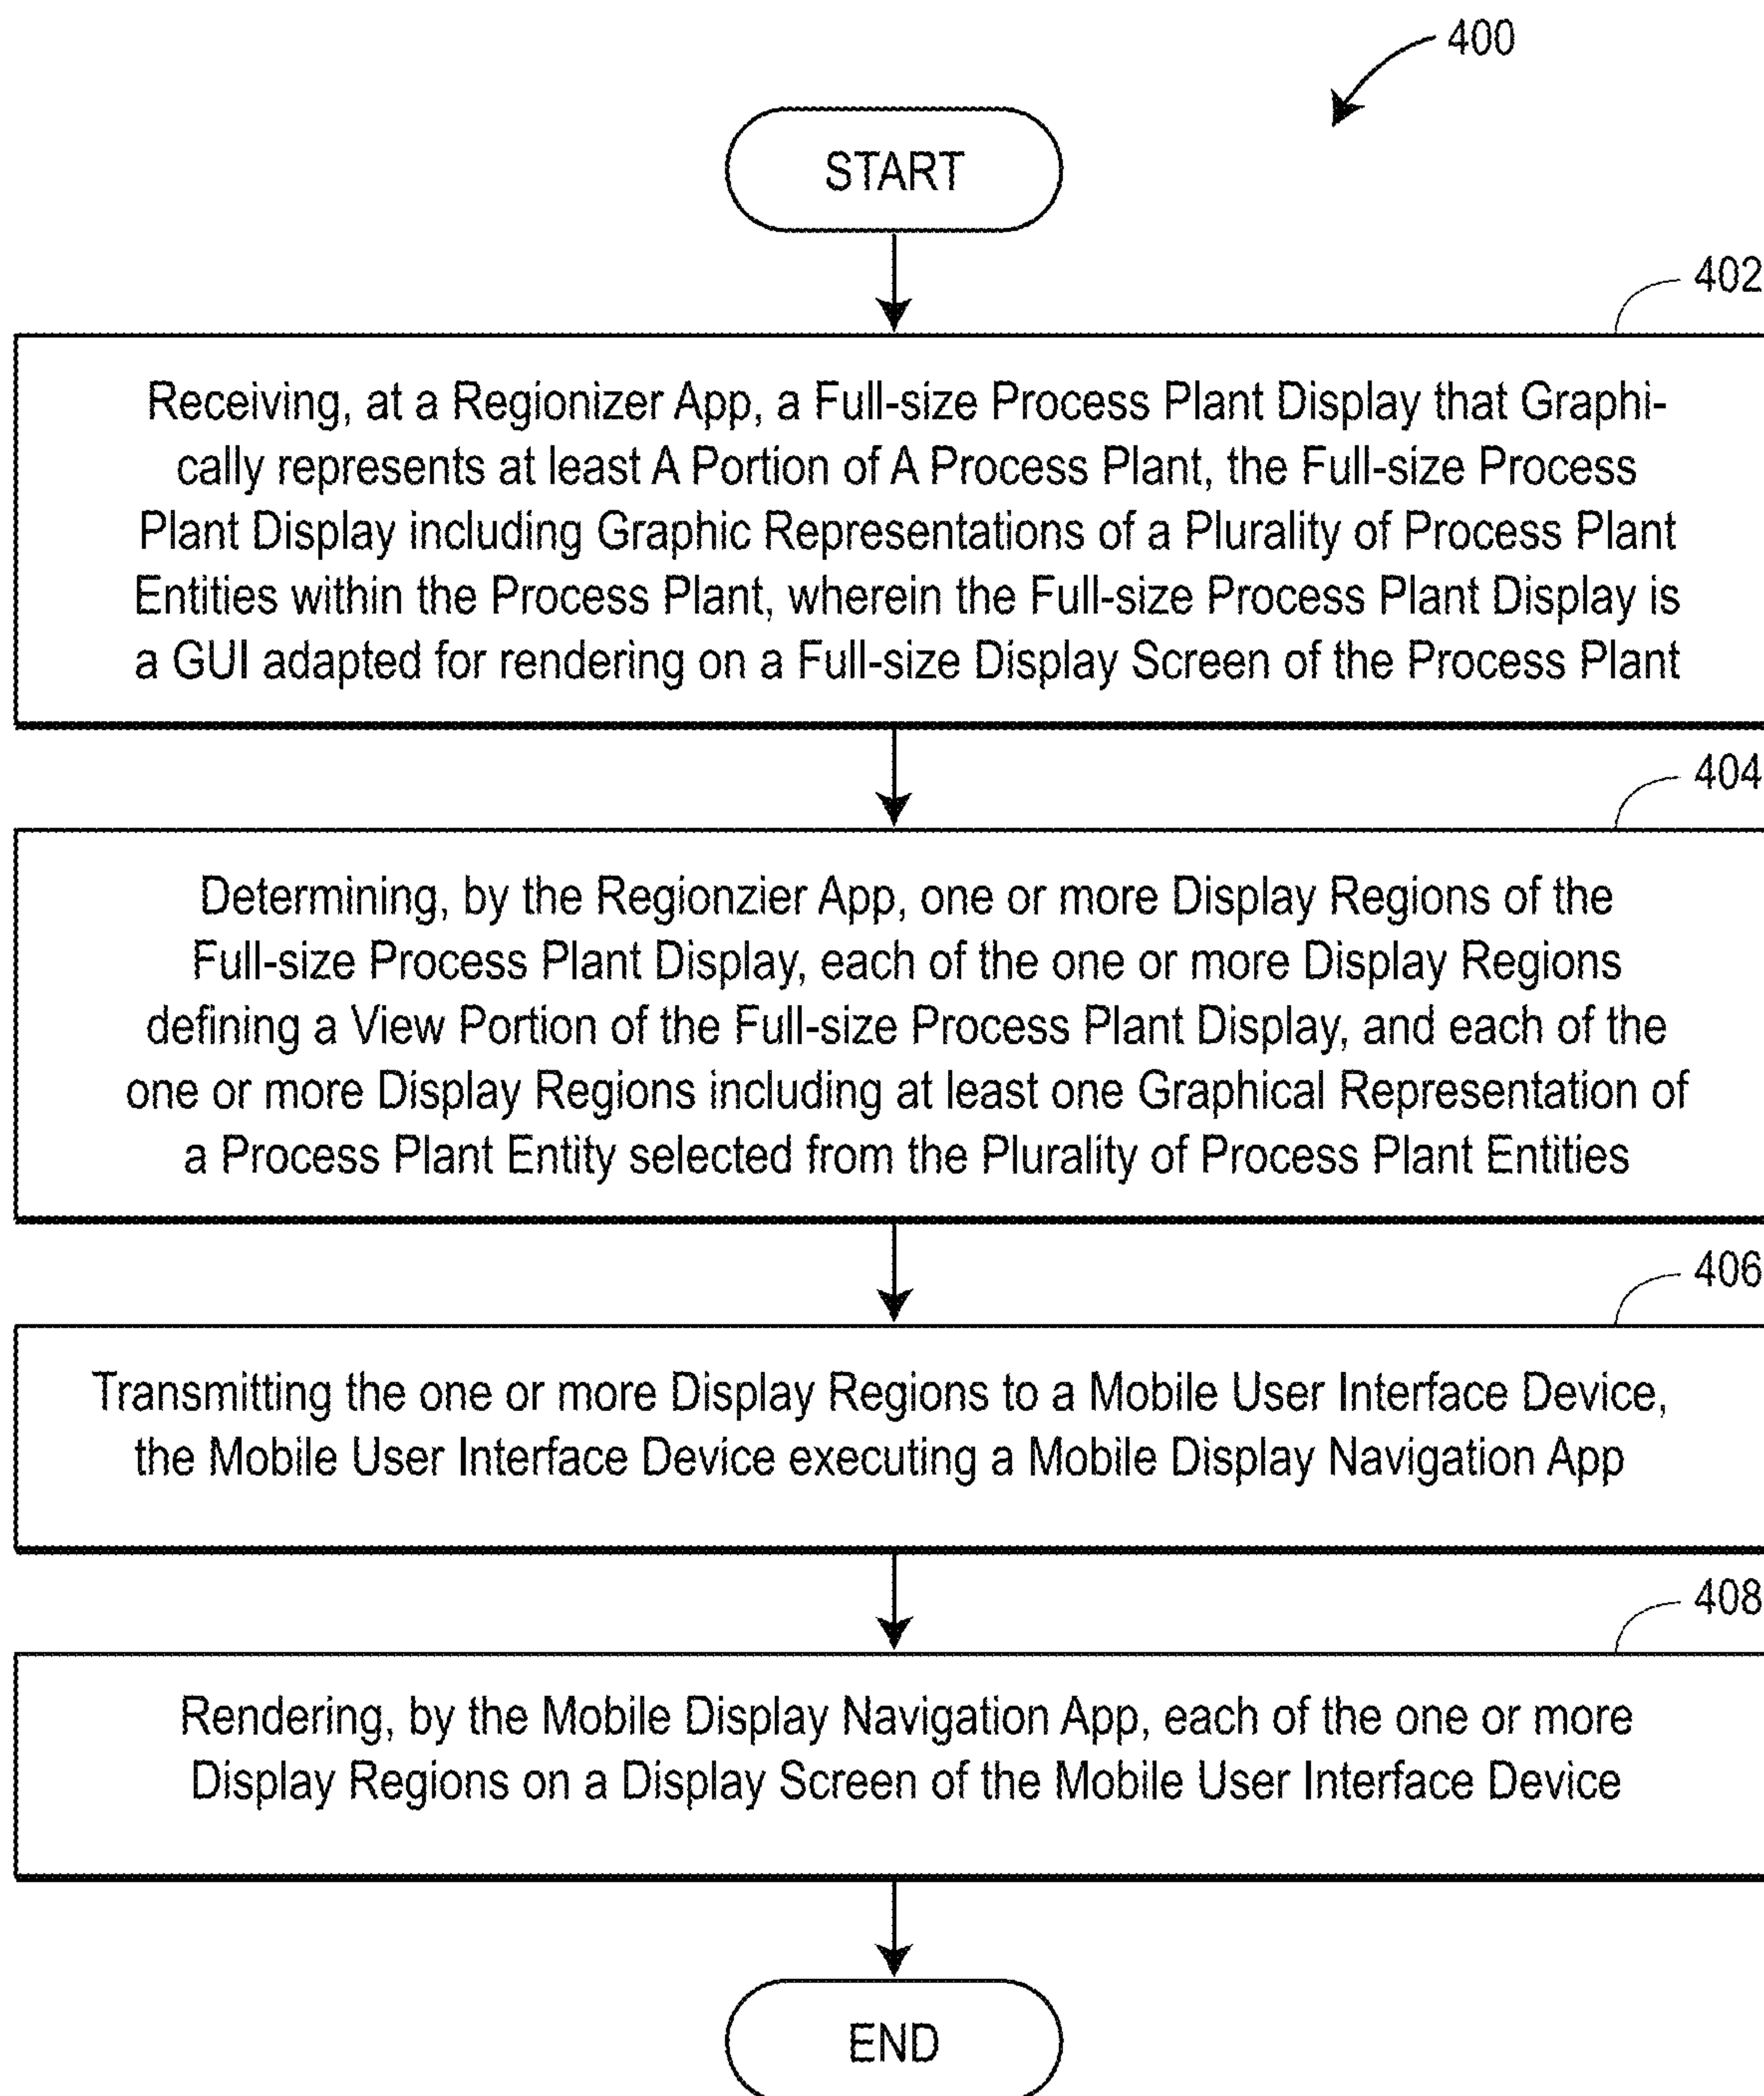 400
START
402
Receiving, at a Regionizer App, a Full-size Process Plant Display that Graphi-
cally represents at least A Portion of A Process Plant, the Full-size Process
Plant Display including Graphic Representations of a Plurality of Process Plant
Entities within the Process Plant, wherein the Full-size Process Plant Display is
a GUI adapted for rendering on a Full-size Display Screen of the Process Plant
404
Determining, by the Regionzier App, one or more Display Regions of the
Full-size Process Plant Display, each of the one or more Display Regions
defining a View Portion of the Full-size Process Plant Display, and each of the
one or more Display Regions including at least one Graphical Representation of
a Process Plant Entity selected from the Plurality of Process Plant Entities
406
Transmitting the one or more Display Regions to a Mobile User Interface Device,
the Mobile User Interface Device executing a Mobile Display Navigation App
408
Rendering, by the Mobile Display Navigation App, each of the one or more
Display Regions on a Display Screen of the Mobile User Interface Device
END